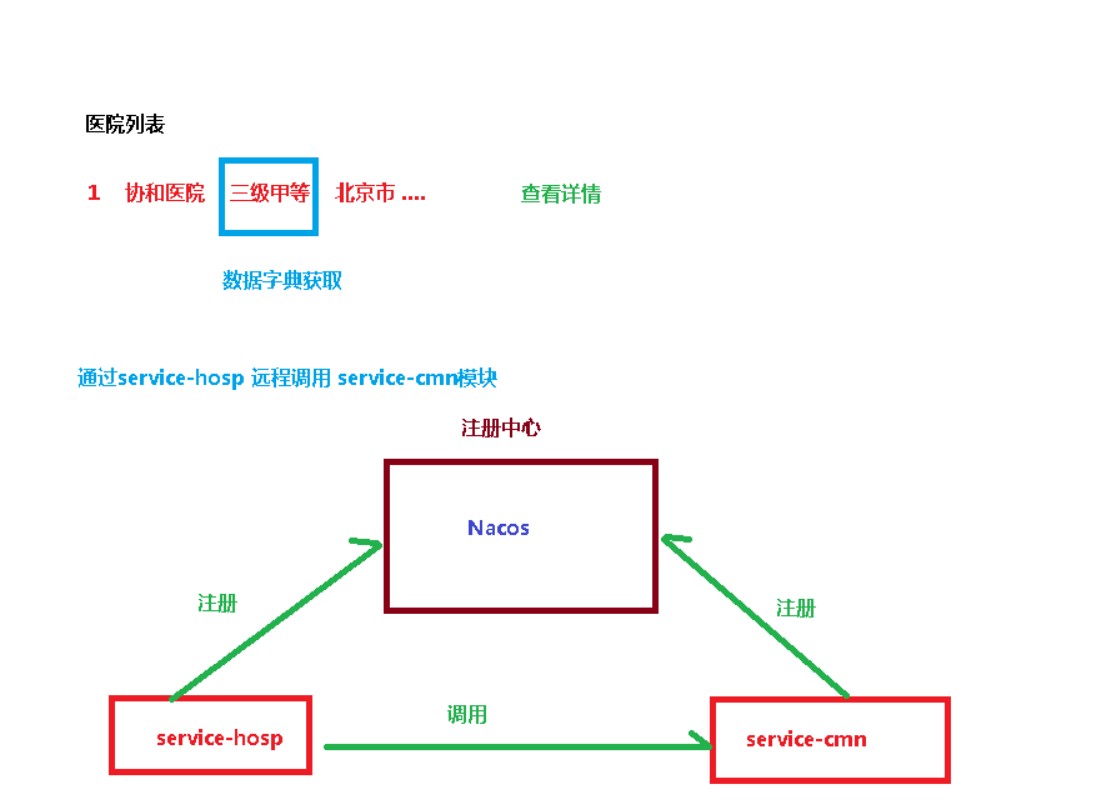 医院列表
1 协和医院 三级甲等 北京市 .... 查看详情
数据字典获取
通过service-hosp 远程调用 service-cmn模块
注册中心
Nacos
注册 注册
调用
service-hosp service-cmn